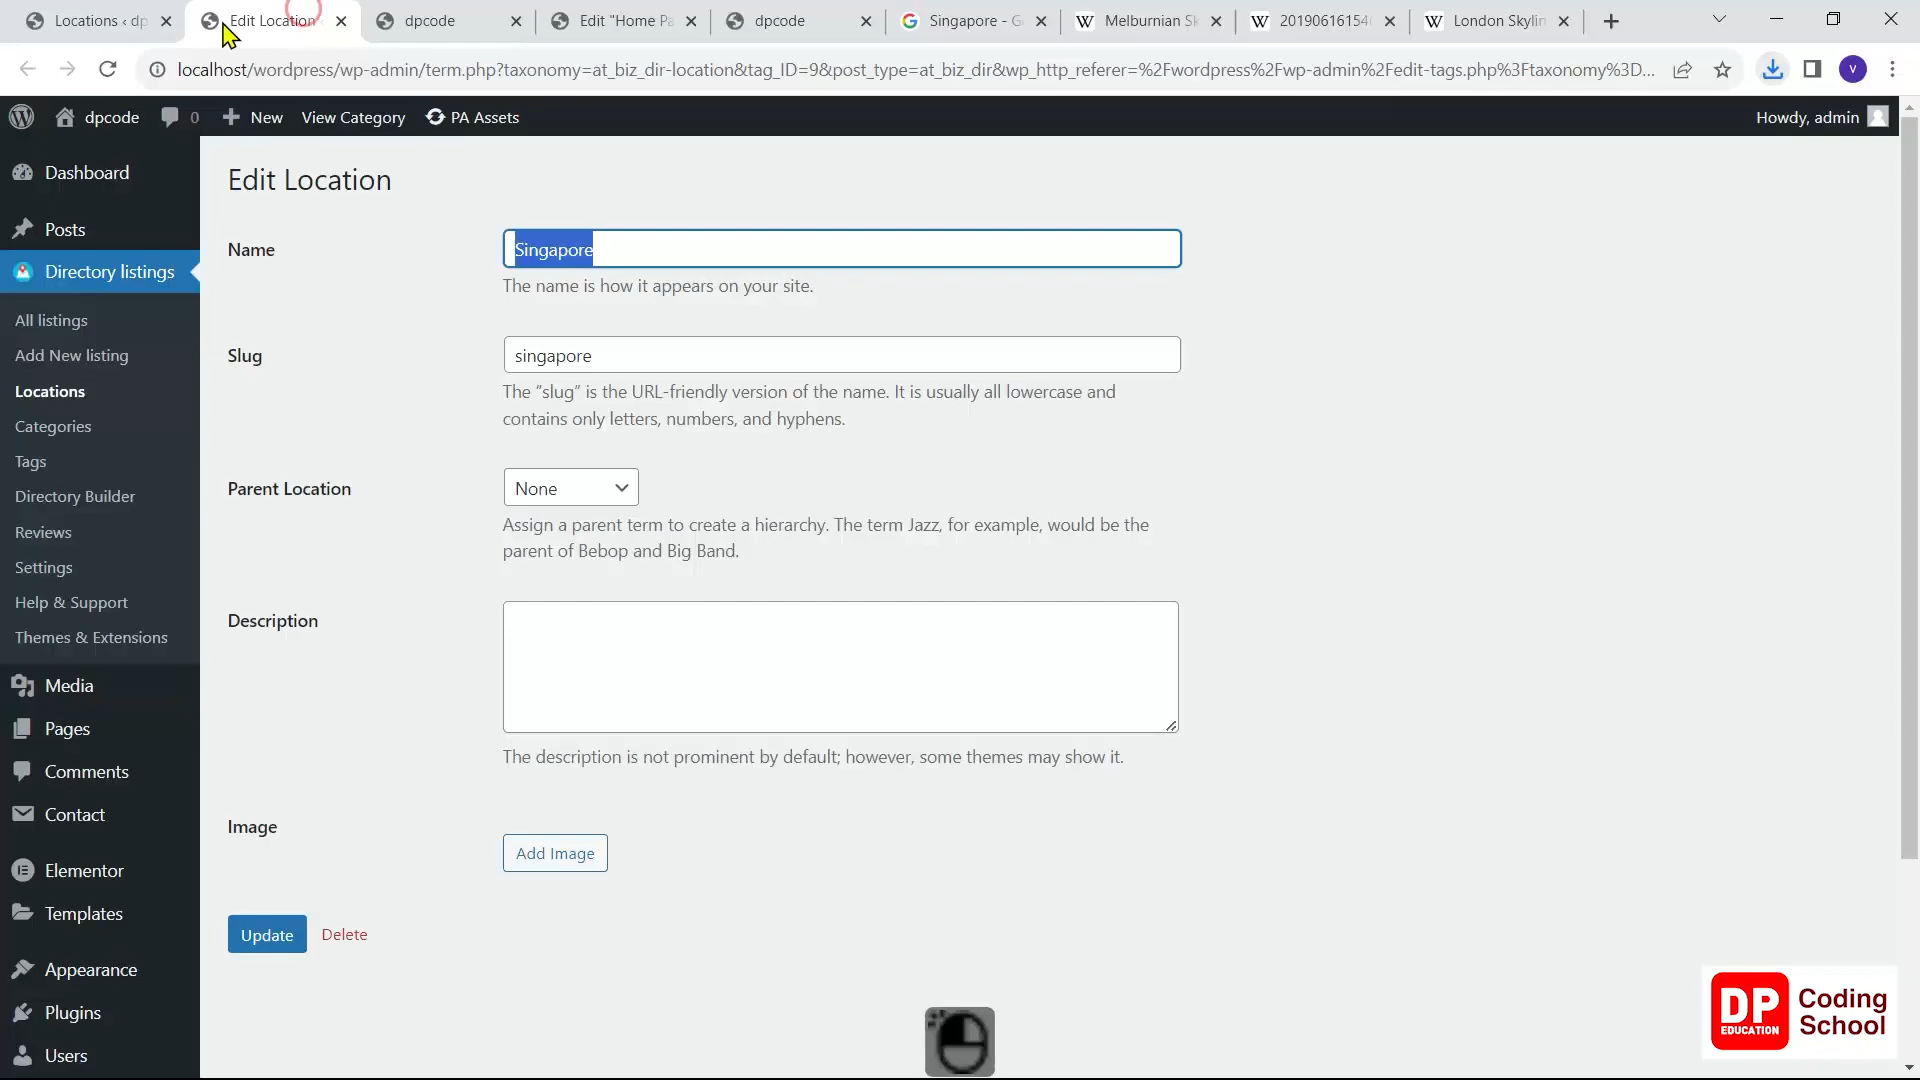 Locations ‹ dp
Edit Location
dpcode
Edit "Home Pa
dpcode
Singapore - G
Melburnian Sk
20190616154
London Skylin
localhost/wordpress/wp-admin/term.php?taxonomy=at_biz_dir-location&tag_ID=9&post_type=at_biz_dir&wp_http_referer=%2Fwordpress%2Fwp-admin%2Fedit-tags.php%3Ftaxonomy%3D...
V
dpcode
0
New
View Category
PA Assets
Howdy, admin
Dashboard
Posts
Directory listings
All listings
Add New listing
Locations
Categories
Tags
Directory Builder
Reviews
Settings
Help & Support
Themes & Extensions
Media
Pages
Comments
Contact
Elementor
Templates
Appearance
Plugins
Users
Edit Location
Name
Singapore
The name is how it appears on your site.
Slug
singapore
The “slug” is the URL-friendly version of the name. It is usually all lowercase and
contains only letters, numbers, and hyphens.
Parent Location
None
Assign a parent term to create a hierarchy. The term Jazz, for example, would be the
parent of Bebop and Big Band.
Description
The description is not prominent by default; however, some themes may show it.
Image
Add Image
Update
Delete
DP
EDUCATION
Coding
School